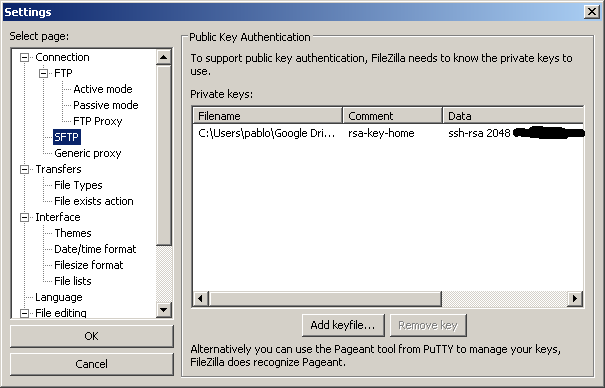 Settings
Select page:
Connection
FTP
Active mode
Passive mode
FTP Proxy
SFTP
Generic proxy
Transfers
File Types
File exists action
Interface
Themes
Date/time format
Filesize format
File lists
Language
File editing
OK
Cancel
Public Key Authentication
To support public key authentication, FileZilla needs to know the private keys to
use.
Private keys:
Filename Comment Data
C:\Users\pablo\Google Dri... rsa-key-home ssh-rsa 2048
Add keyfile... Remove key
Alternatively you can use the Pageant tool from PuTTY to manage your keys,
FileZilla does recognize Pageant.